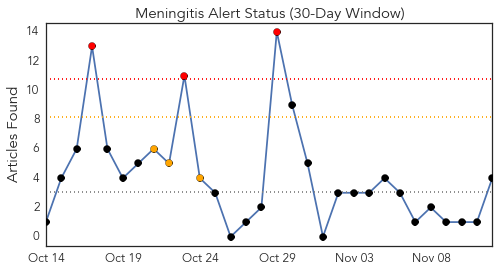 Meningitis Alert Status (30-Day Window)
Articles Found
14
12
10
8
6
4
2
0
Oct 14 Oct 19 Oct 24 Oct 29 Nov 03 Nov 08